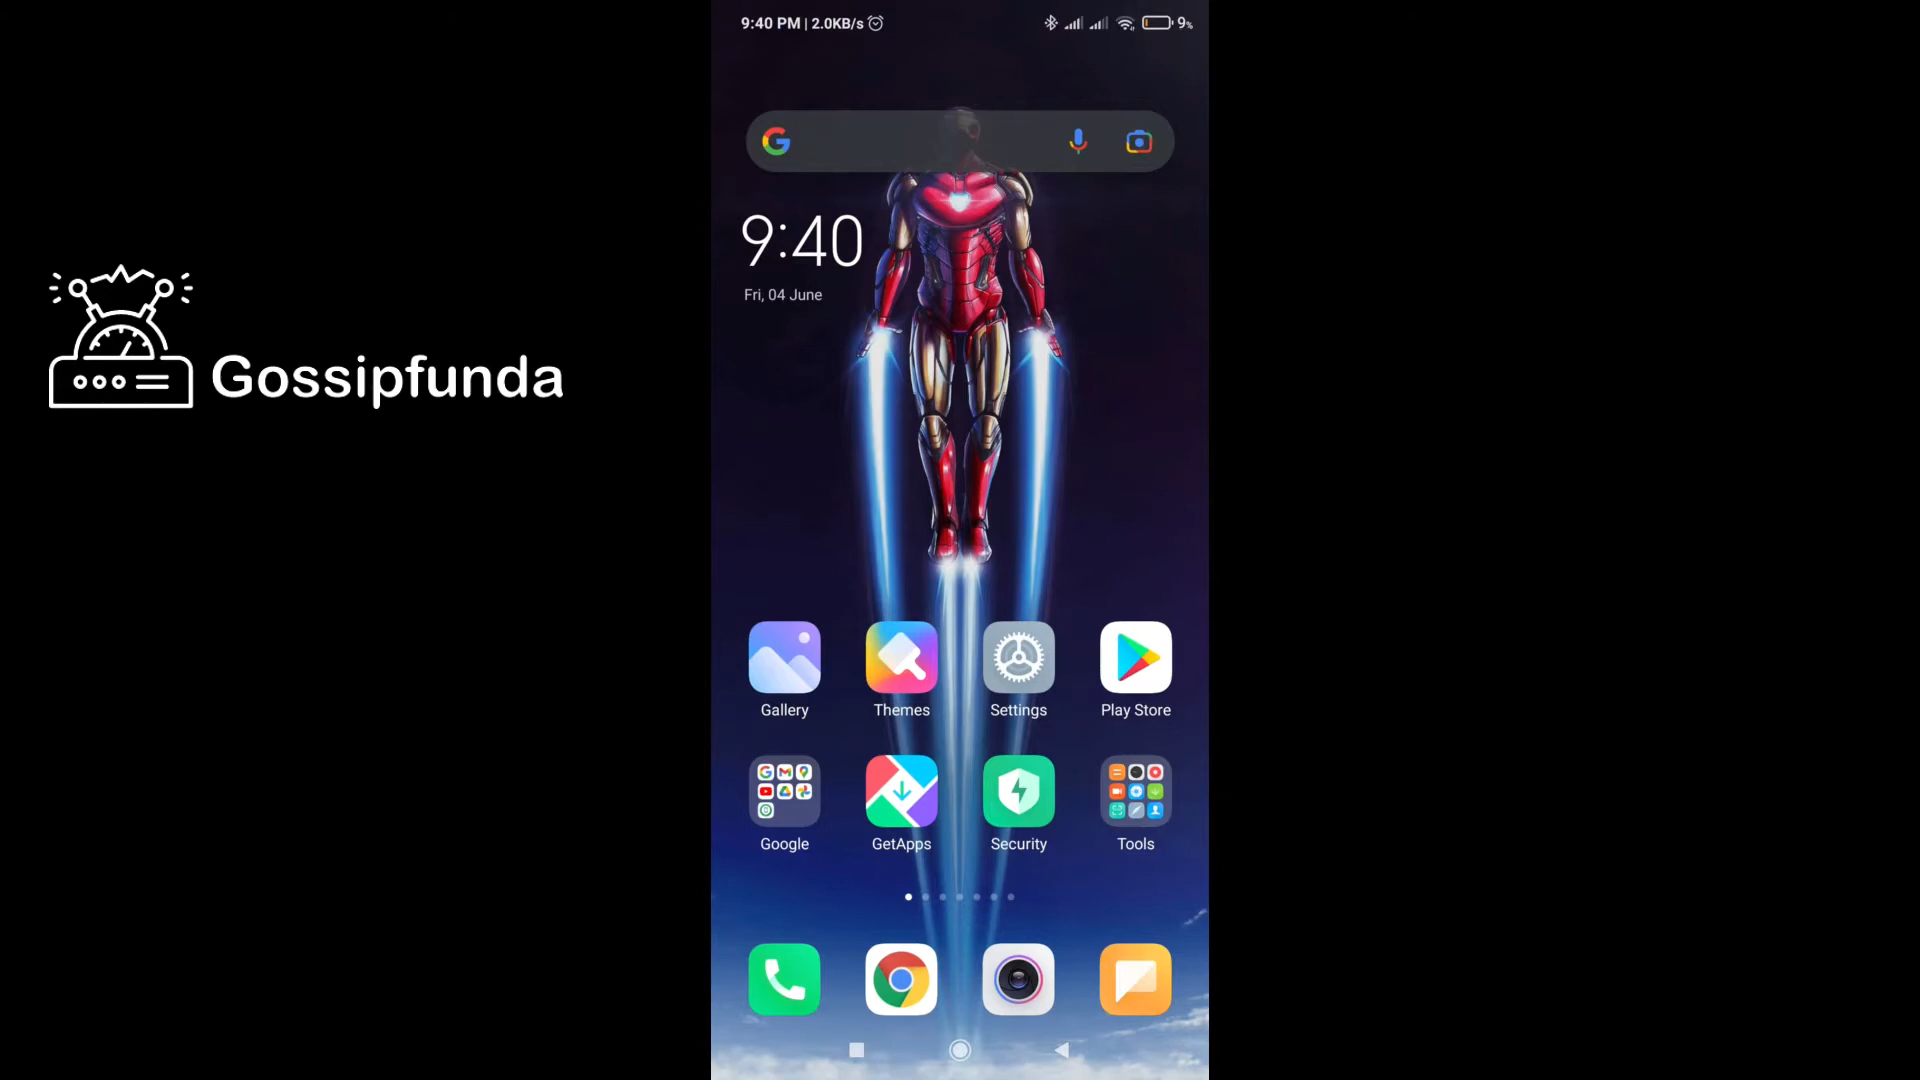 9:40 PM | 2.0KB/s
9%
9:40
Fri, 04 June
Gossipfunda
Gallery
Themes
Settings
Play Store
Google
GetApps
Security
Tools